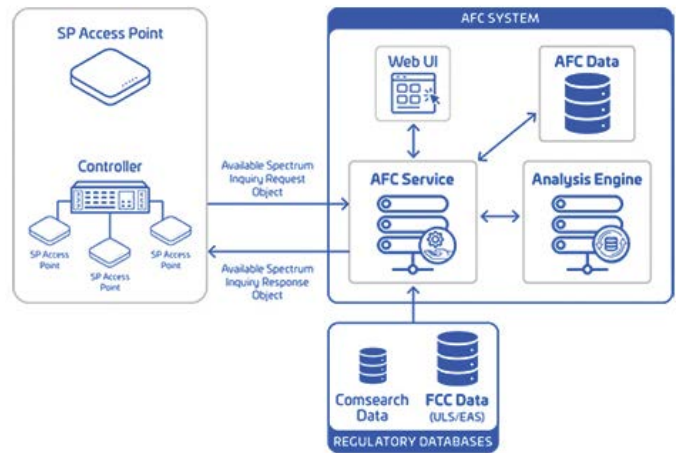 AFC SYSTEM
SP Access Point
Web UI
AFC Data
Controller
Available Spectrum
Inquiry Request
Object
AFC Service
Analysis Engine
SP Access
Point
SP Access
Point
SP Access
Point
Available Spectrum
Inquiry Response
Object
Comsearch
Data
FCC Data
(ULS/EAS)
REGULATORY DATABASES